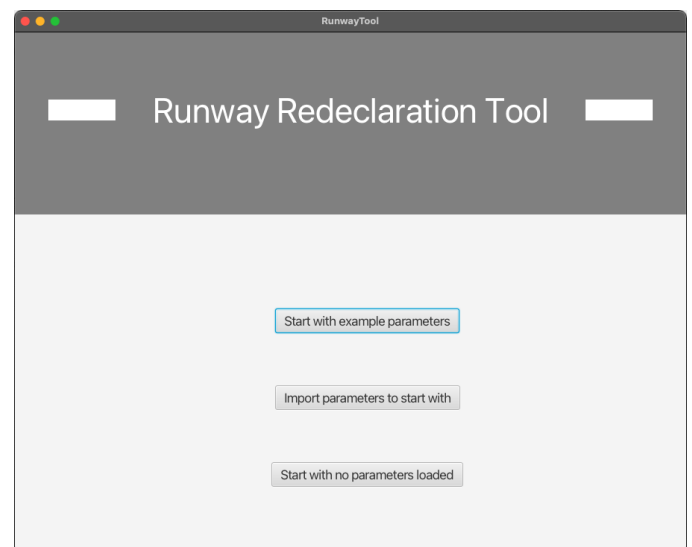 RunwayTool
Runway Redeclaration Tool
Start with example parameters
Import parameters to start with
Start with no parameters loaded